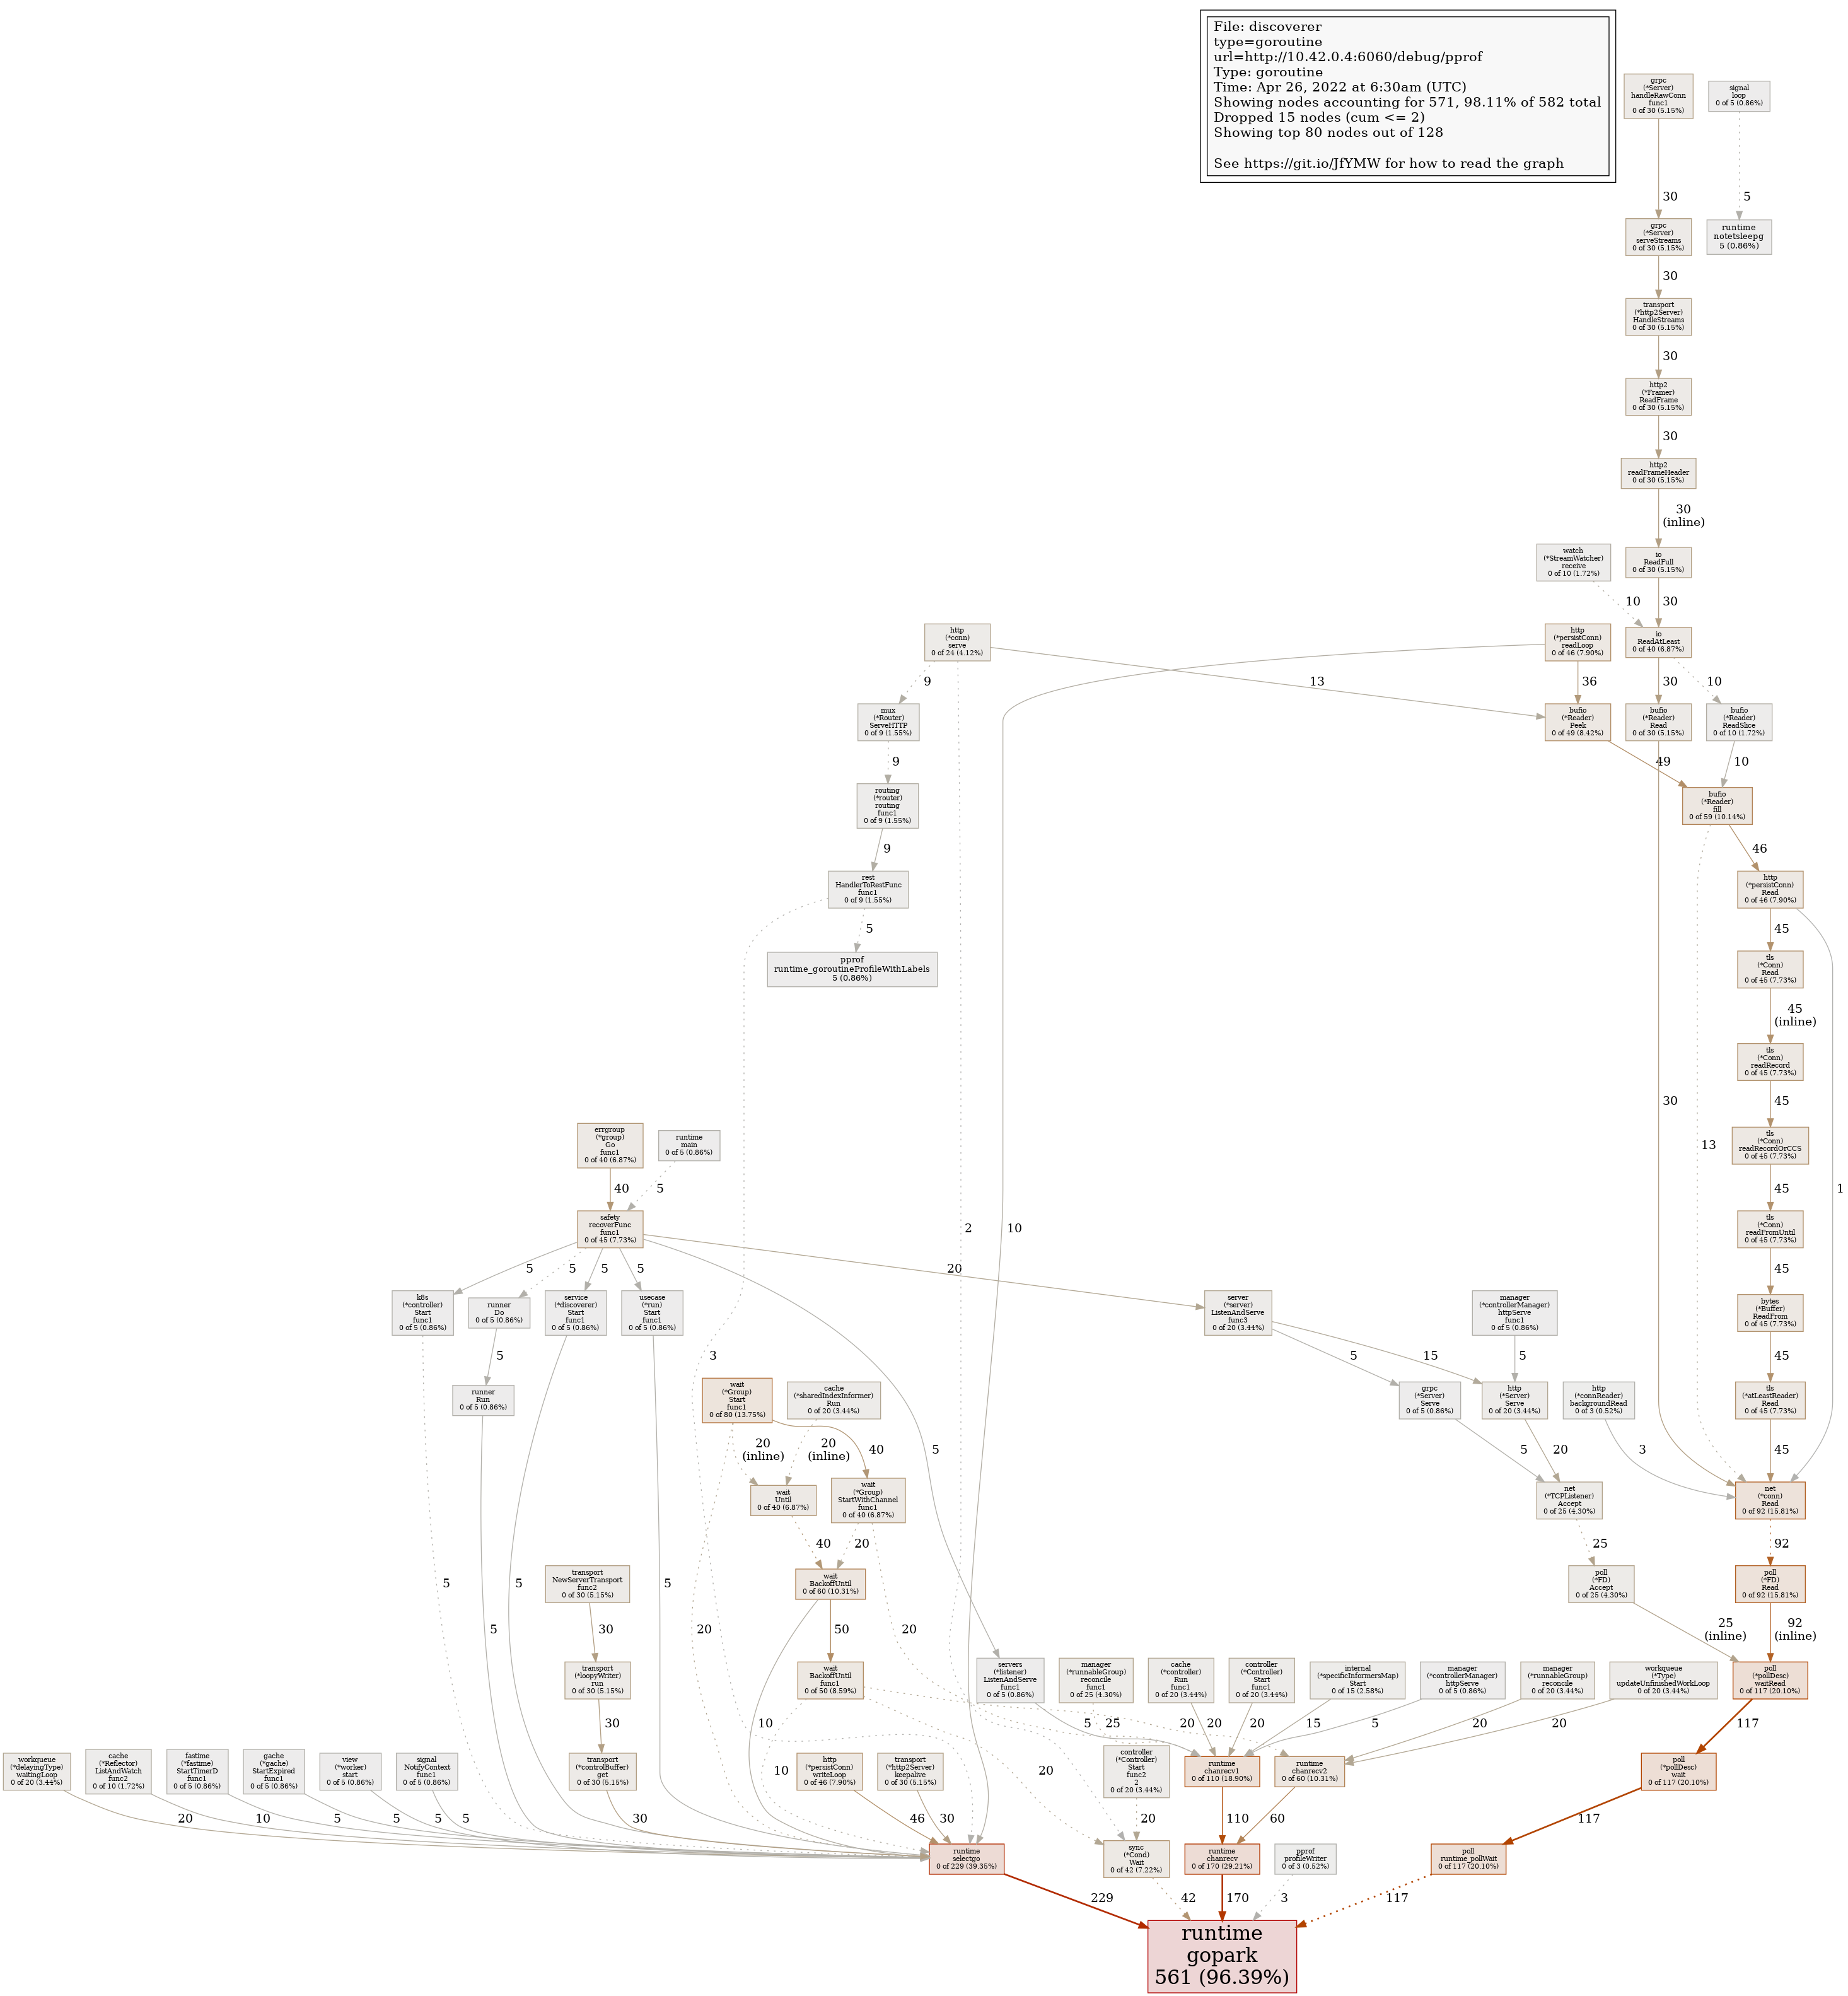 File: discoverer
type=goroutine
url=http://10.42.0.4:6060/debug/pprof
Type: goroutine
Time: Apr 26, 2022 at 6:30am (UTC)
Showing nodes accounting for 571, 98.11% of 582 total
Dropped 15 nodes (cum <= 2)
Showing top 80 nodes out of 128
See https://git.io/JfYMW for how to read the graph
grpc
(*Server)
handleRawConn
func1
0 of 30 (5.15%)
signal
loop
0 of 5 (0.86%)
30
5
grpc
(*Server)
serveStreams
0 of 30 (5.15%)
runtime
notetsleepg
5 (0.86%)
30
transport
(*http2Server)
HandleStreams
0 of 30 (5.15%)
30
http2
(*Framer)
ReadFrame
0 of 30 (5.15%)
30
http2
readFrameHeader
0 of 30 (5.15%)
30
(inline)
watch
(*StreamWatcher)
receive
0 of 10 (1.72%)
io
ReadFull
0 of 30 (5.15%)
10
30
http
(*conn)
serve
0 of 24 (4.12%)
http
(*persistConn)
readLoop
0 of 46 (7.90%)
io
ReadAtLeast
0 of 40 (6.87%)
9
13
36
30
10
mux
(*Router)
ServeHTTP
0 of 9 (1.55%)
bufio
(*Reader)
Peek
0 of 49 (8.42%)
bufio
(*Reader)
Read
0 of 30 (5.15%)
bufio
(*Reader)
ReadSlice
0 of 10 (1.72%)
9
49
10
routing
(*router)
routing
func1
0 of 9 (1.55%)
bufio
(*Reader)
fill
0 of 59 (10.14%)
9
46
rest
HandlerToRestFunc
func1
0 of 9 (1.55%)
http
(*persistConn)
Read
0 of 46 (7.90%)
5
45
pprof
runtime_goroutineProfileWithLabels
5 (0.86%)
tls
(*Conn)
Read
0 of 45 (7.73%)
45
(inline)
tls
(*Conn)
readRecord
0 of 45 (7.73%)
30
45
errgroup
(*group)
Go
func1
0 of 40 (6.87%)
runtime
main
0 of 5 (0.86%)
13
tls
(*Conn)
readRecordOrCCS
0 of 45 (7.73%)
40
5
45
1
safety
recoverFunc
func1
0 of 45 (7.73%)
2
10
tls
(*Conn)
readFromUntil
0 of 45 (7.73%)
5
5
5
5
20
45
k8s
(*controller)
Start
func1
0 of 5 (0.86%)
runner
Do
0 of 5 (0.86%)
service
(*discoverer)
Start
func1
0 of 5 (0.86%)
usecase
(*run)
Start
func1
0 of 5 (0.86%)
server
(*server)
ListenAndServe
func3
0 of 20 (3.44%)
manager
(*controllerManager)
httpServe
func1
0 of 5 (0.86%)
bytes
(*Buffer)
ReadFrom
0 of 45 (7.73%)
5
3
5
15
5
45
runner
Run
0 of 5 (0.86%)
wait
(*Group)
Start
func1
0 of 80 (13.75%)
cache
(*sharedIndexInformer)
Run
0 of 20 (3.44%)
grpc
(*Server)
Serve
0 of 5 (0.86%)
http
(*Server)
Serve
0 of 20 (3.44%)
http
(*connReader)
backgroundRead
0 of 3 (0.52%)
tls
(*atLeastReader)
Read
0 of 45 (7.73%)
20
(inline)
20
(inline)
40
5
5
20
3
45
wait
Until
0 of 40 (6.87%)
wait
(*Group)
StartWithChannel
func1
0 of 40 (6.87%)
net
(*TCPListener)
Accept
0 of 25 (4.30%)
net
(*conn)
Read
0 of 92 (15.81%)
40
20
25
92
transport
NewServerTransport
func2
0 of 30 (5.15%)
wait
BackoffUntil
0 of 60 (10.31%)
poll
(*FD)
Accept
0 of 25 (4.30%)
poll
(*FD)
Read
0 of 92 (15.81%)
5
5
5
5
30
20
50
20
25
(inline)
92
(inline)
transport
(*loopyWriter)
run
0 of 30 (5.15%)
wait
BackoffUntil
func1
0 of 50 (8.59%)
servers
(*listener)
ListenAndServe
func1
0 of 5 (0.86%)
manager
(*runnableGroup)
reconcile
func1
0 of 25 (4.30%)
cache
(*controller)
Run
func1
0 of 20 (3.44%)
controller
(*Controller)
Start
func1
0 of 20 (3.44%)
internal
(*specificInformersMap)
Start
0 of 15 (2.58%)
manager
(*controllerManager)
httpServe
0 of 5 (0.86%)
manager
(*runnableGroup)
reconcile
0 of 20 (3.44%)
workqueue
(*Type)
updateUnfinishedWorkLoop
0 of 20 (3.44%)
poll
(*pollDesc)
waitRead
0 of 117 (20.10%)
30
10
5
25
20
20
20
15
5
20
20
117
workqueue
(*delayingType)
waitingLoop
0 of 20 (3.44%)
cache
(*Reflector)
ListAndWatch
func2
0 of 10 (1.72%)
fastime
(*fastime)
StartTimerD
func1
0 of 5 (0.86%)
gache
(*gache)
StartExpired
func1
0 of 5 (0.86%)
view
(*worker)
start
0 of 5 (0.86%)
signal
NotifyContext
func1
0 of 5 (0.86%)
transport
(*controlBuffer)
get
0 of 30 (5.15%)
http
(*persistConn)
writeLoop
0 of 46 (7.90%)
transport
(*http2Server)
keepalive
0 of 30 (5.15%)
controller
(*Controller)
Start
func2
2
0 of 20 (3.44%)
runtime
chanrecv1
0 of 110 (18.90%)
runtime
chanrecv2
0 of 60 (10.31%)
poll
(*pollDesc)
wait
0 of 117 (20.10%)
10
20
20
10
5
5
5
5
30
46
30
20
110
60
117
runtime
selectgo
0 of 229 (39.35%)
sync
(*Cond)
Wait
0 of 42 (7.22%)
runtime
chanrecv
0 of 170 (29.21%)
pprof
profileWriter
0 of 3 (0.52%)
poll
runtime_pollWait
0 of 117 (20.10%)
229
42
170
3
117
runtime
gopark
561 (96.39%)